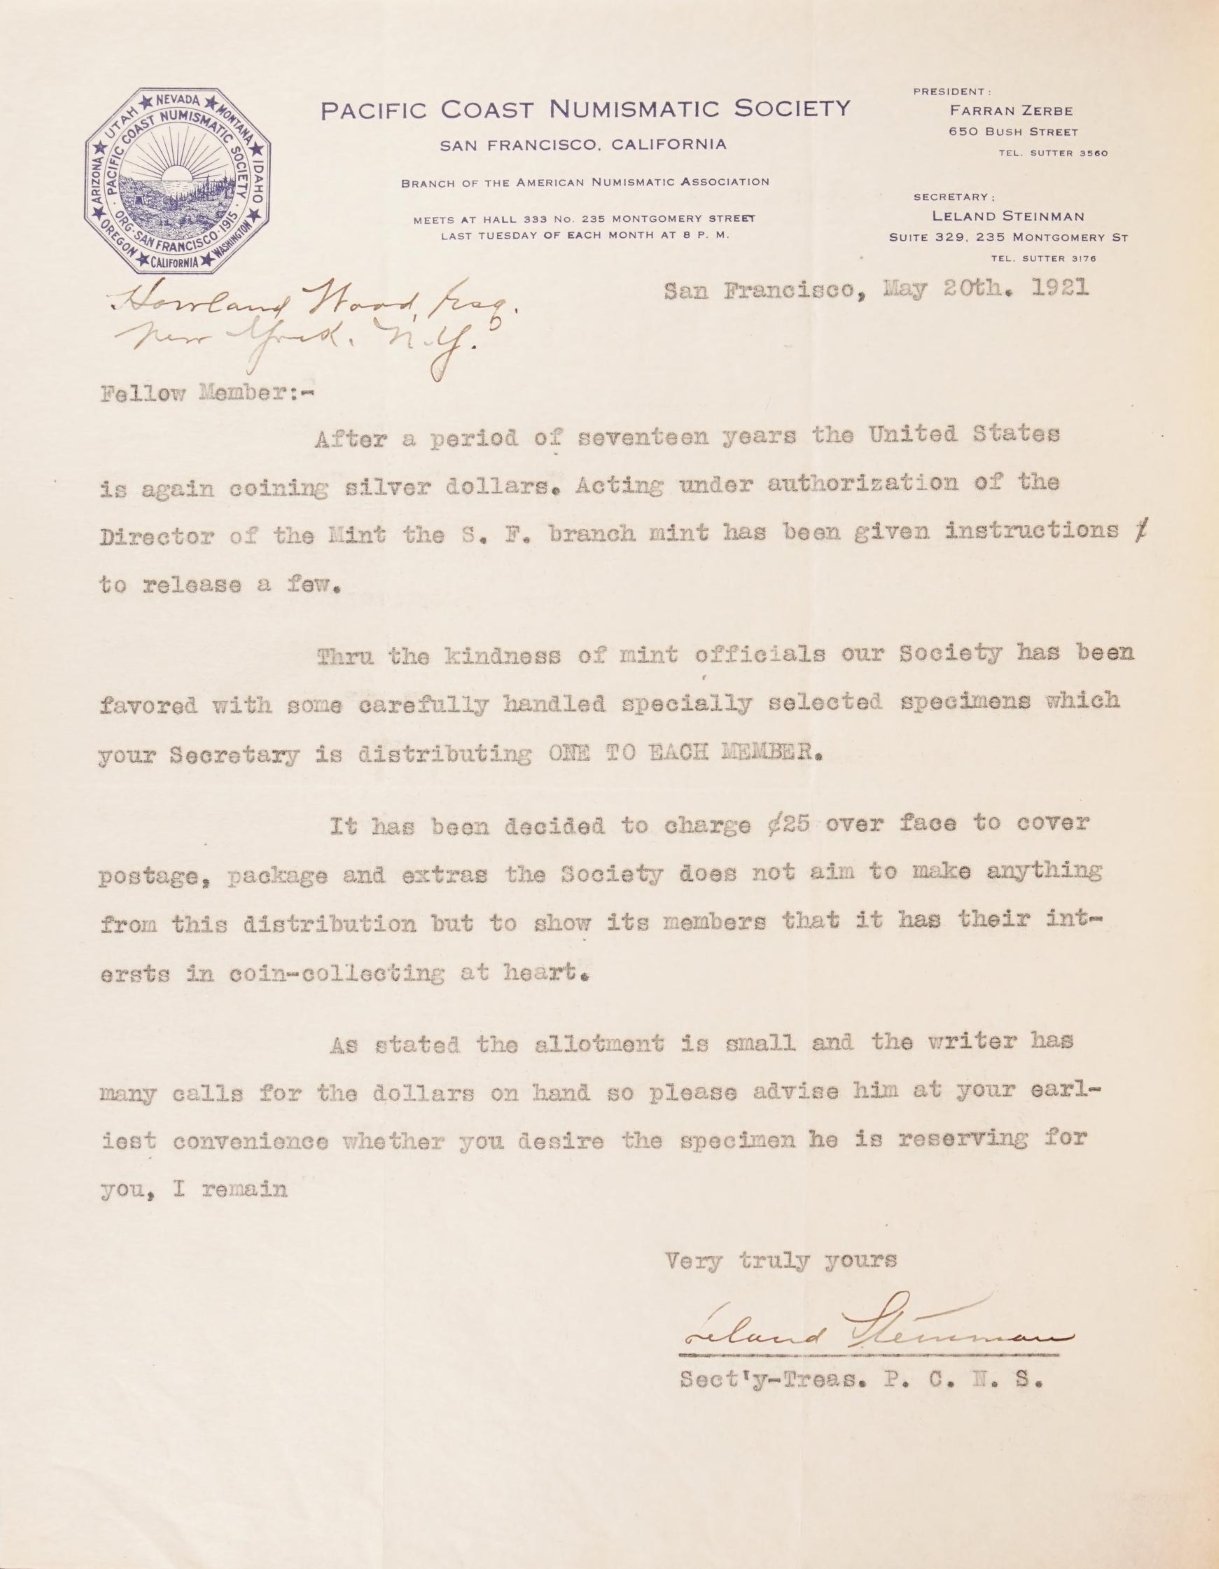 ★ NEVADA ★ MONTANA ★ IDAHO ★ WASHINGTON ★ CALIFORNIA ★ OREGON ★ ARIZONA ★ UTAH
PACIFIC COAST NUMISMATIC SOCIETY
ORG. SAN FRANCISCO. 1915
PACIFIC COAST NUMISMATIC SOCIETY
SAN FRANCISCO, CALIFORNIA
BRANCH OF THE AMERICAN NUMISMATIC ASSOCIATION
MEETS AT HALL 333 NO. 235 MONTGOMERY STREET
LAST TUESDAY OF EACH MONTH AT 8 P. M.
PRESIDENT:
FARRAN ZERBE
650 BUSH STREET
TEL. SUTTER 3560
SECRETARY:
LELAND STEINMAN
SUITE 329, 235 MONTGOMERY ST
TEL. SUTTER 3176
San Francisco, May 20th. 1921
Howland Wood, Esq.
New York. N.Y.
Fellow Member:-
After a period of seventeen years the United States
is again coining silver dollars. Acting under authorization of the
Director of the Mint the S. F. branch mint has been given instructions
to release a few.
Thru the kindness of mint officials our Society has been
favored with some carefully handled specially selected specimens which
your Secretary is distributing ONE TO EACH MEMBER.
It has been decided to charge ¢25 over face to cover
postage, package and extras the Society does not aim to make anything
from this distribution but to show its members that it has their int-
ersts in coin-collecting at heart.
As stated the allotment is small and the writer has
many calls for the dollars on hand so please advise him at your earl-
iest convenience whether you desire the specimen he is reserving for
you, I remain
Very truly yours
Leland Steinman
Sect'y-Treas. P. C. N. S.